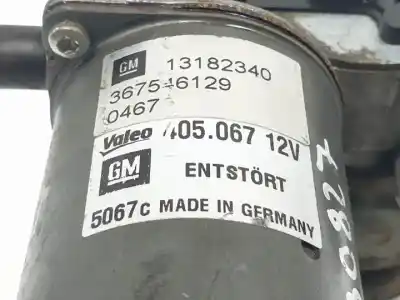 GM 13182340
367546129
0467
Valeo 405.067 12V
GM ENTSTÖRT
5067c MADE IN GERMANY